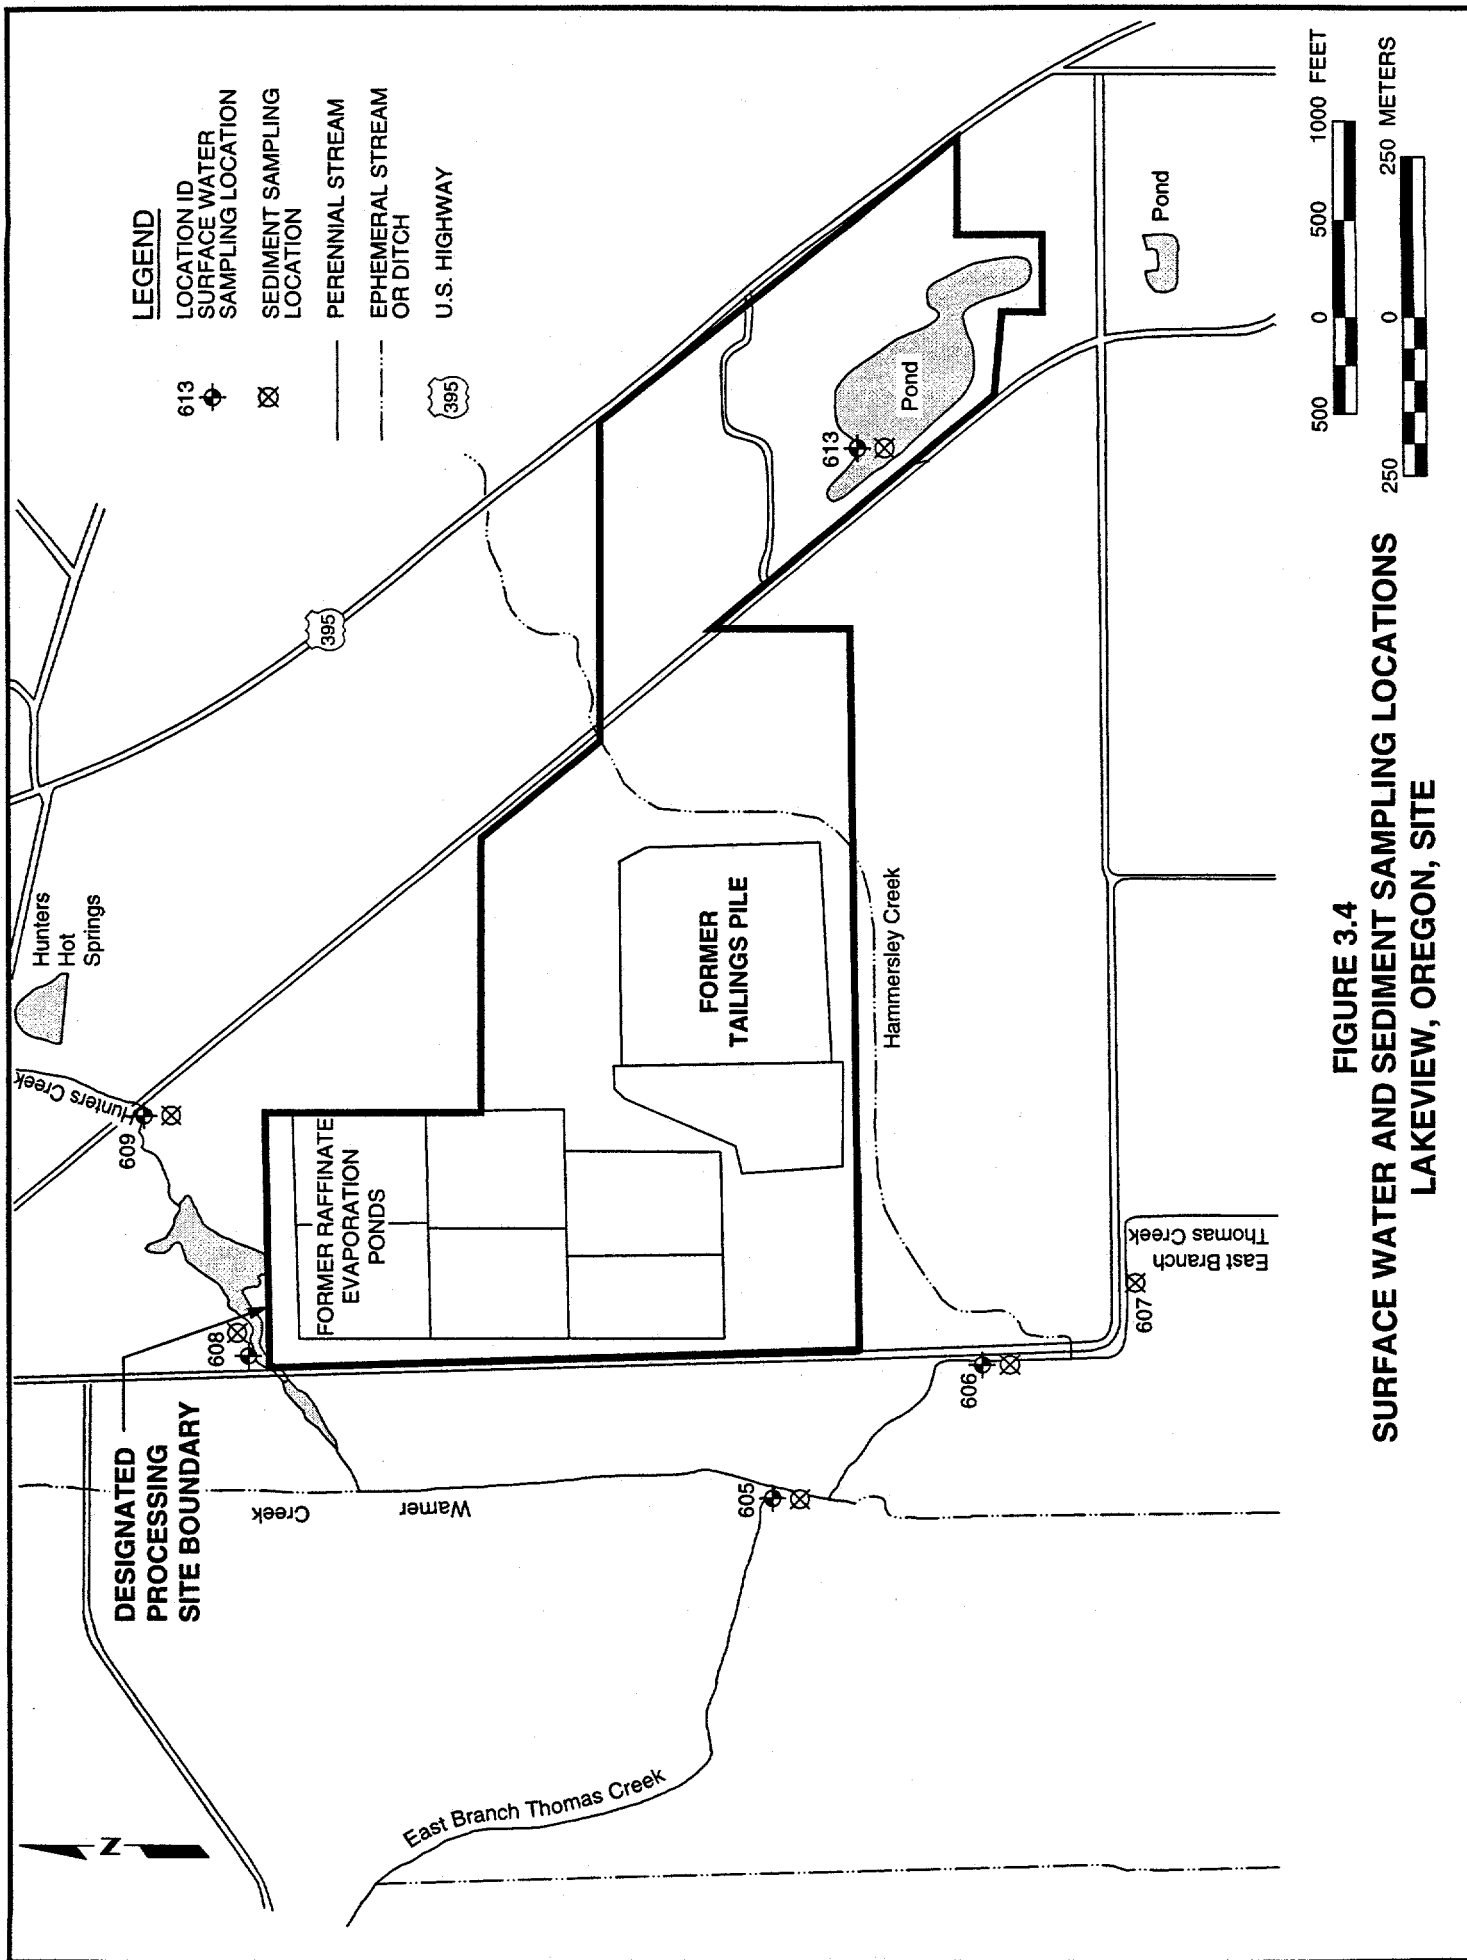 LEGEND
613
LOCATION ID
SURFACE WATER
SAMPLING LOCATION
SEDIMENT SAMPLING
LOCATION
PERENNIAL STREAM
EPHEMERAL STREAM
OR DITCH
395
U.S. HIGHWAY
Hunters
Hot
Springs
Hunters Creek
609
395
608
DESIGNATED
PROCESSING
SITE BOUNDARY
FORMER RAFFINATE
EVAPORATION
PONDS
FORMER
TAILINGS PILE
Hammersley Creek
613
Pond
Pond
Creek
Warner
605
606
607
East Branch
Thomas Creek
East Branch Thomas Creek
N
500 0 500 1000 FEET
250 0 250 METERS
FIGURE 3.4
SURFACE WATER AND SEDIMENT SAMPLING LOCATIONS
LAKEVIEW, OREGON, SITE